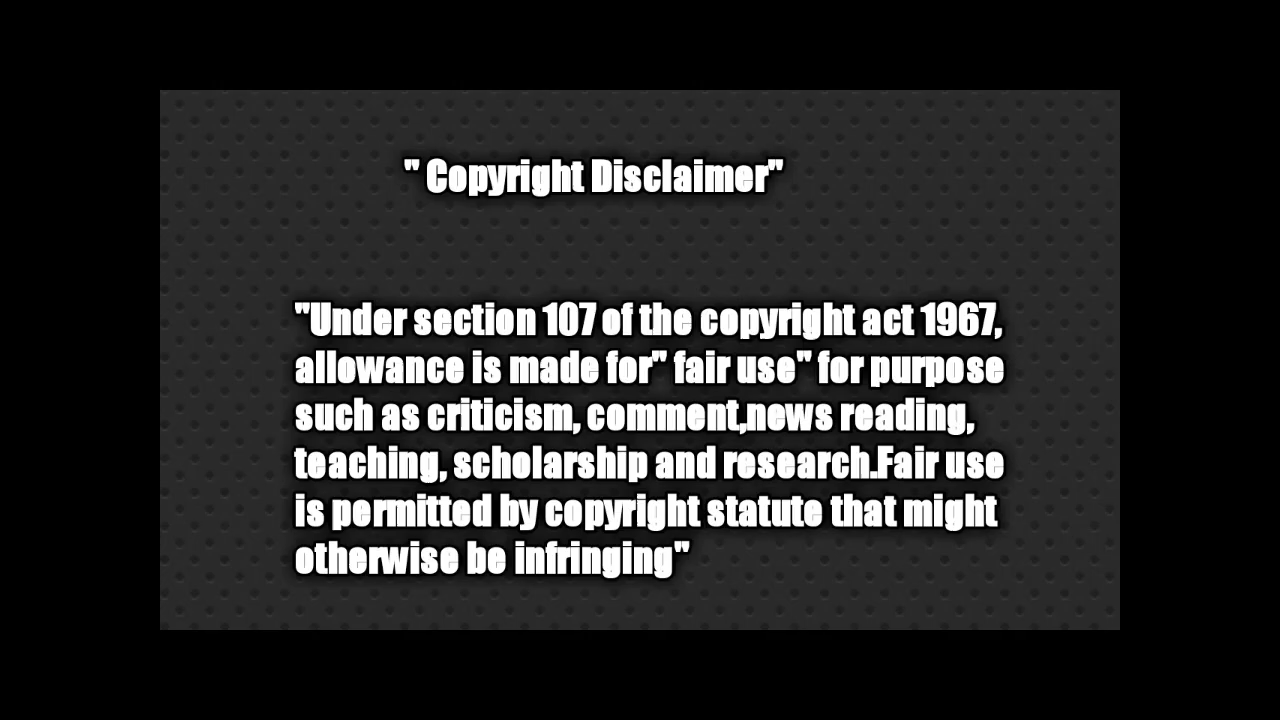 " Copyright Disclaimer"
"Under section 107 of the copyright act 1967,
allowance is made for" fair use" for purpose
such as criticism, comment,news reading,
teaching, scholarship and research.Fair use
is permitted by copyright statute that might
otherwise be infringing"